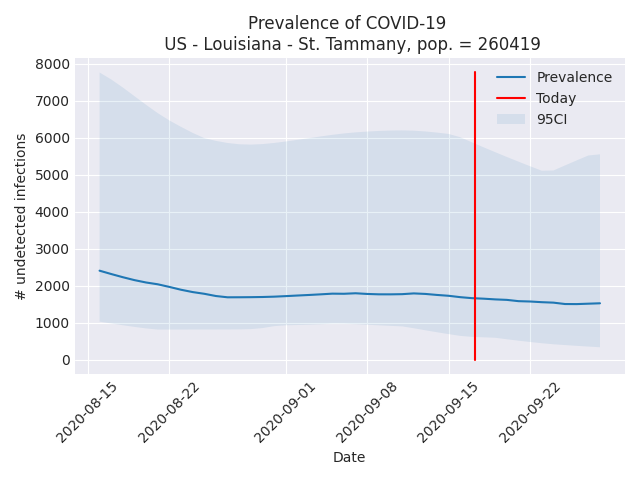 Prevalence of COVID-19
US - Louisiana - St. Tammany, pop. = 260419
# undetected infections
8000
7000
6000
5000
4000
3000
2000
1000
0
Prevalence
Today
95CI
2020-08-15
2020-08-22
2020-09-01
2020-09-08
2020-09-15
2020-09-22
Date